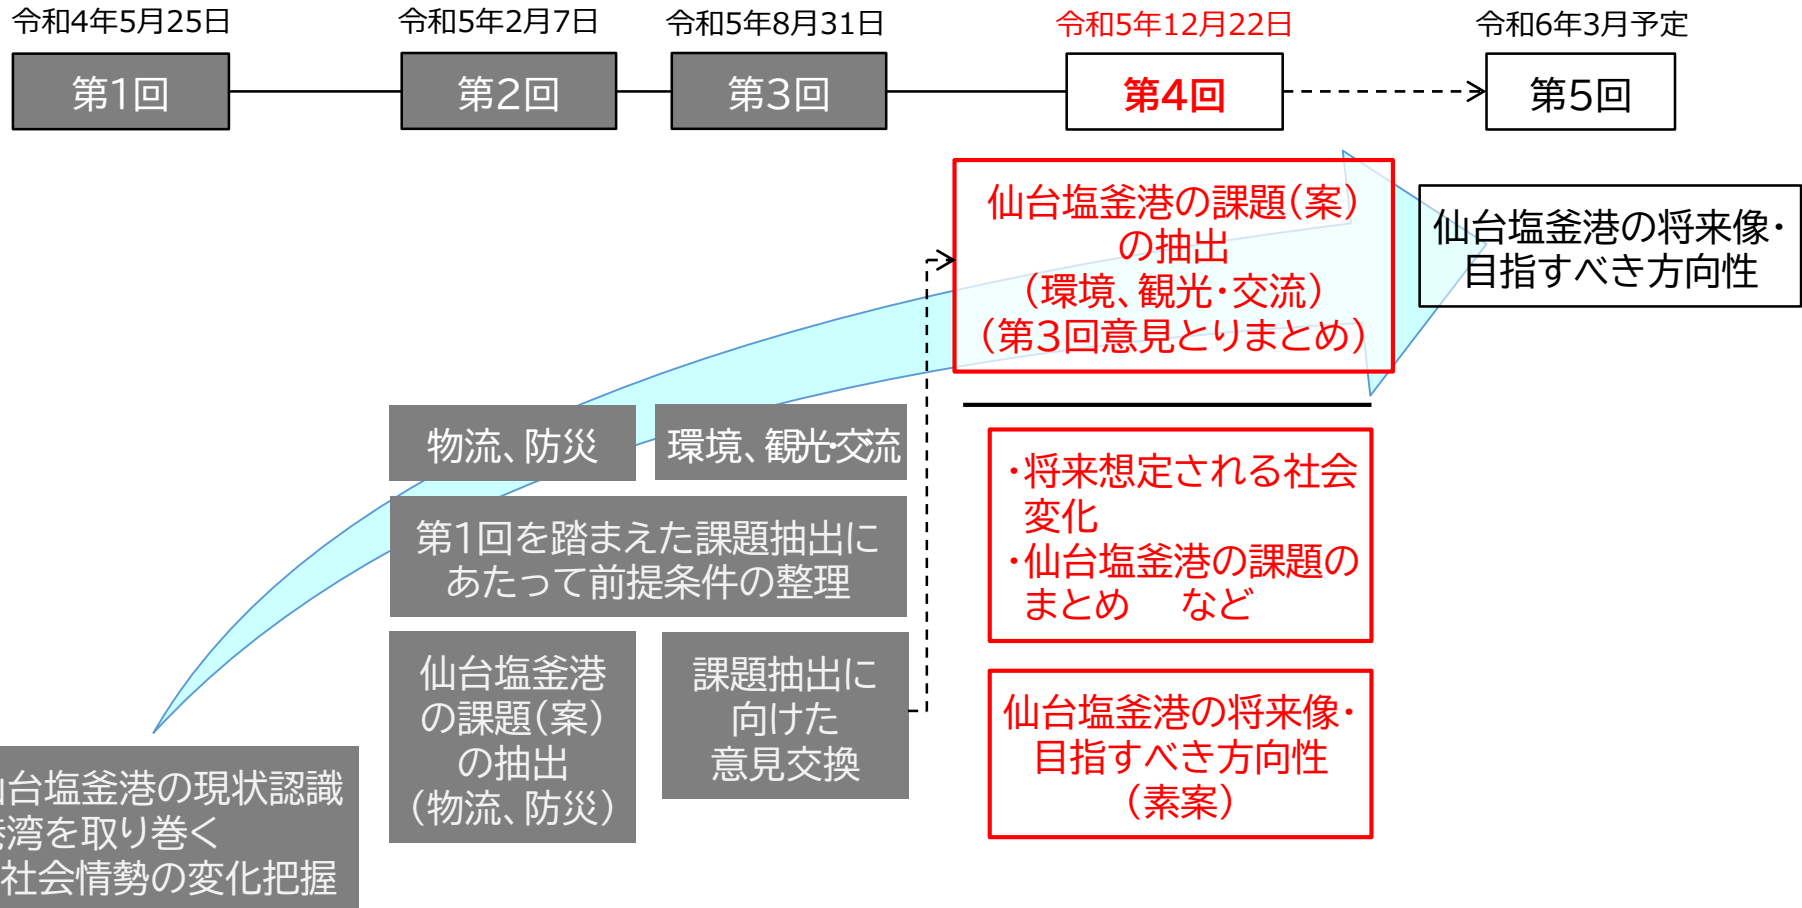 令和4年5月25日
令和5年2月7日
令和5年8月31日
令和5年12月22日
令和6年3月予定
第1回
第2回
第3回
第4回
第5回
仙台塩釜港の課題(案)
の抽出
(環境、観光・交流)
(第3回意見とりまとめ)
仙台塩釜港の将来像・
目指すべき方向性
物流、防災
環境、観光・交流
第1回を踏まえた課題抽出に
あたって前提条件の整理
仙台塩釜港
の課題(案)
の抽出
(物流、防災)
課題抽出に
向けた
意見交換
・将来想定される社会
変化
・仙台塩釜港の課題の
まとめ など
仙台塩釜港の将来像・
目指すべき方向性
(素案)
台塩釜港の現状認識
湾を取り巻く
社会情勢の変化把握